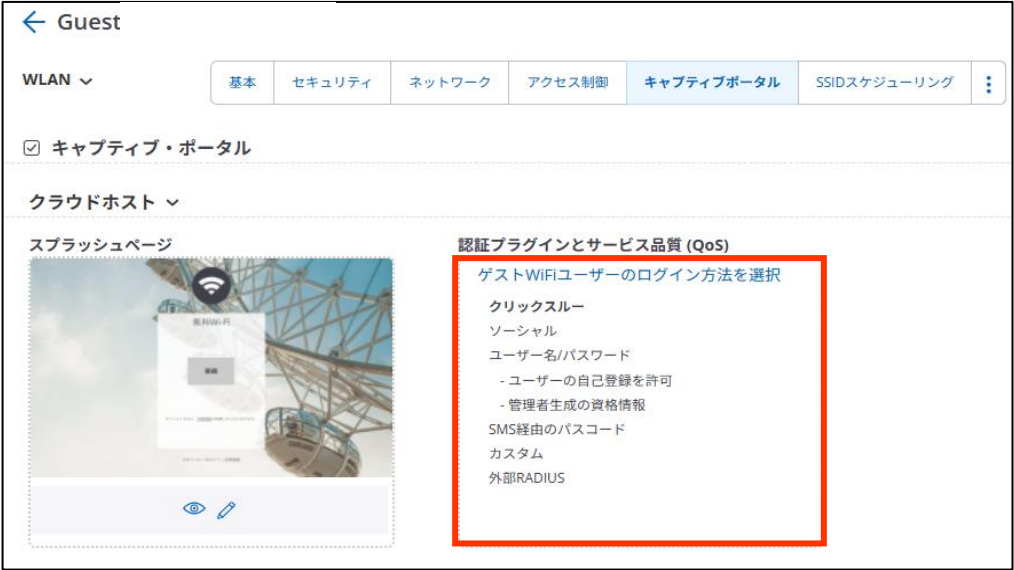 Guest
WLAN
基本
セキュリティ
ネットワーク
アクセス制御
キャプティブポータル
SSIDスケジューリング
キャプティブ・ポータル
クラウドホスト
スプラッシュページ
認証プラグインとサービス品質 (QoS)
無料Wi-Fi
接続
ゲストWiFiユーザーのログイン方法を選択
クリックスルー
ソーシャル
ユーザー名/パスワード
- ユーザーの自己登録を許可
- 管理者生成の資格情報
SMS経由のパスコード
カスタム
外部RADIUS